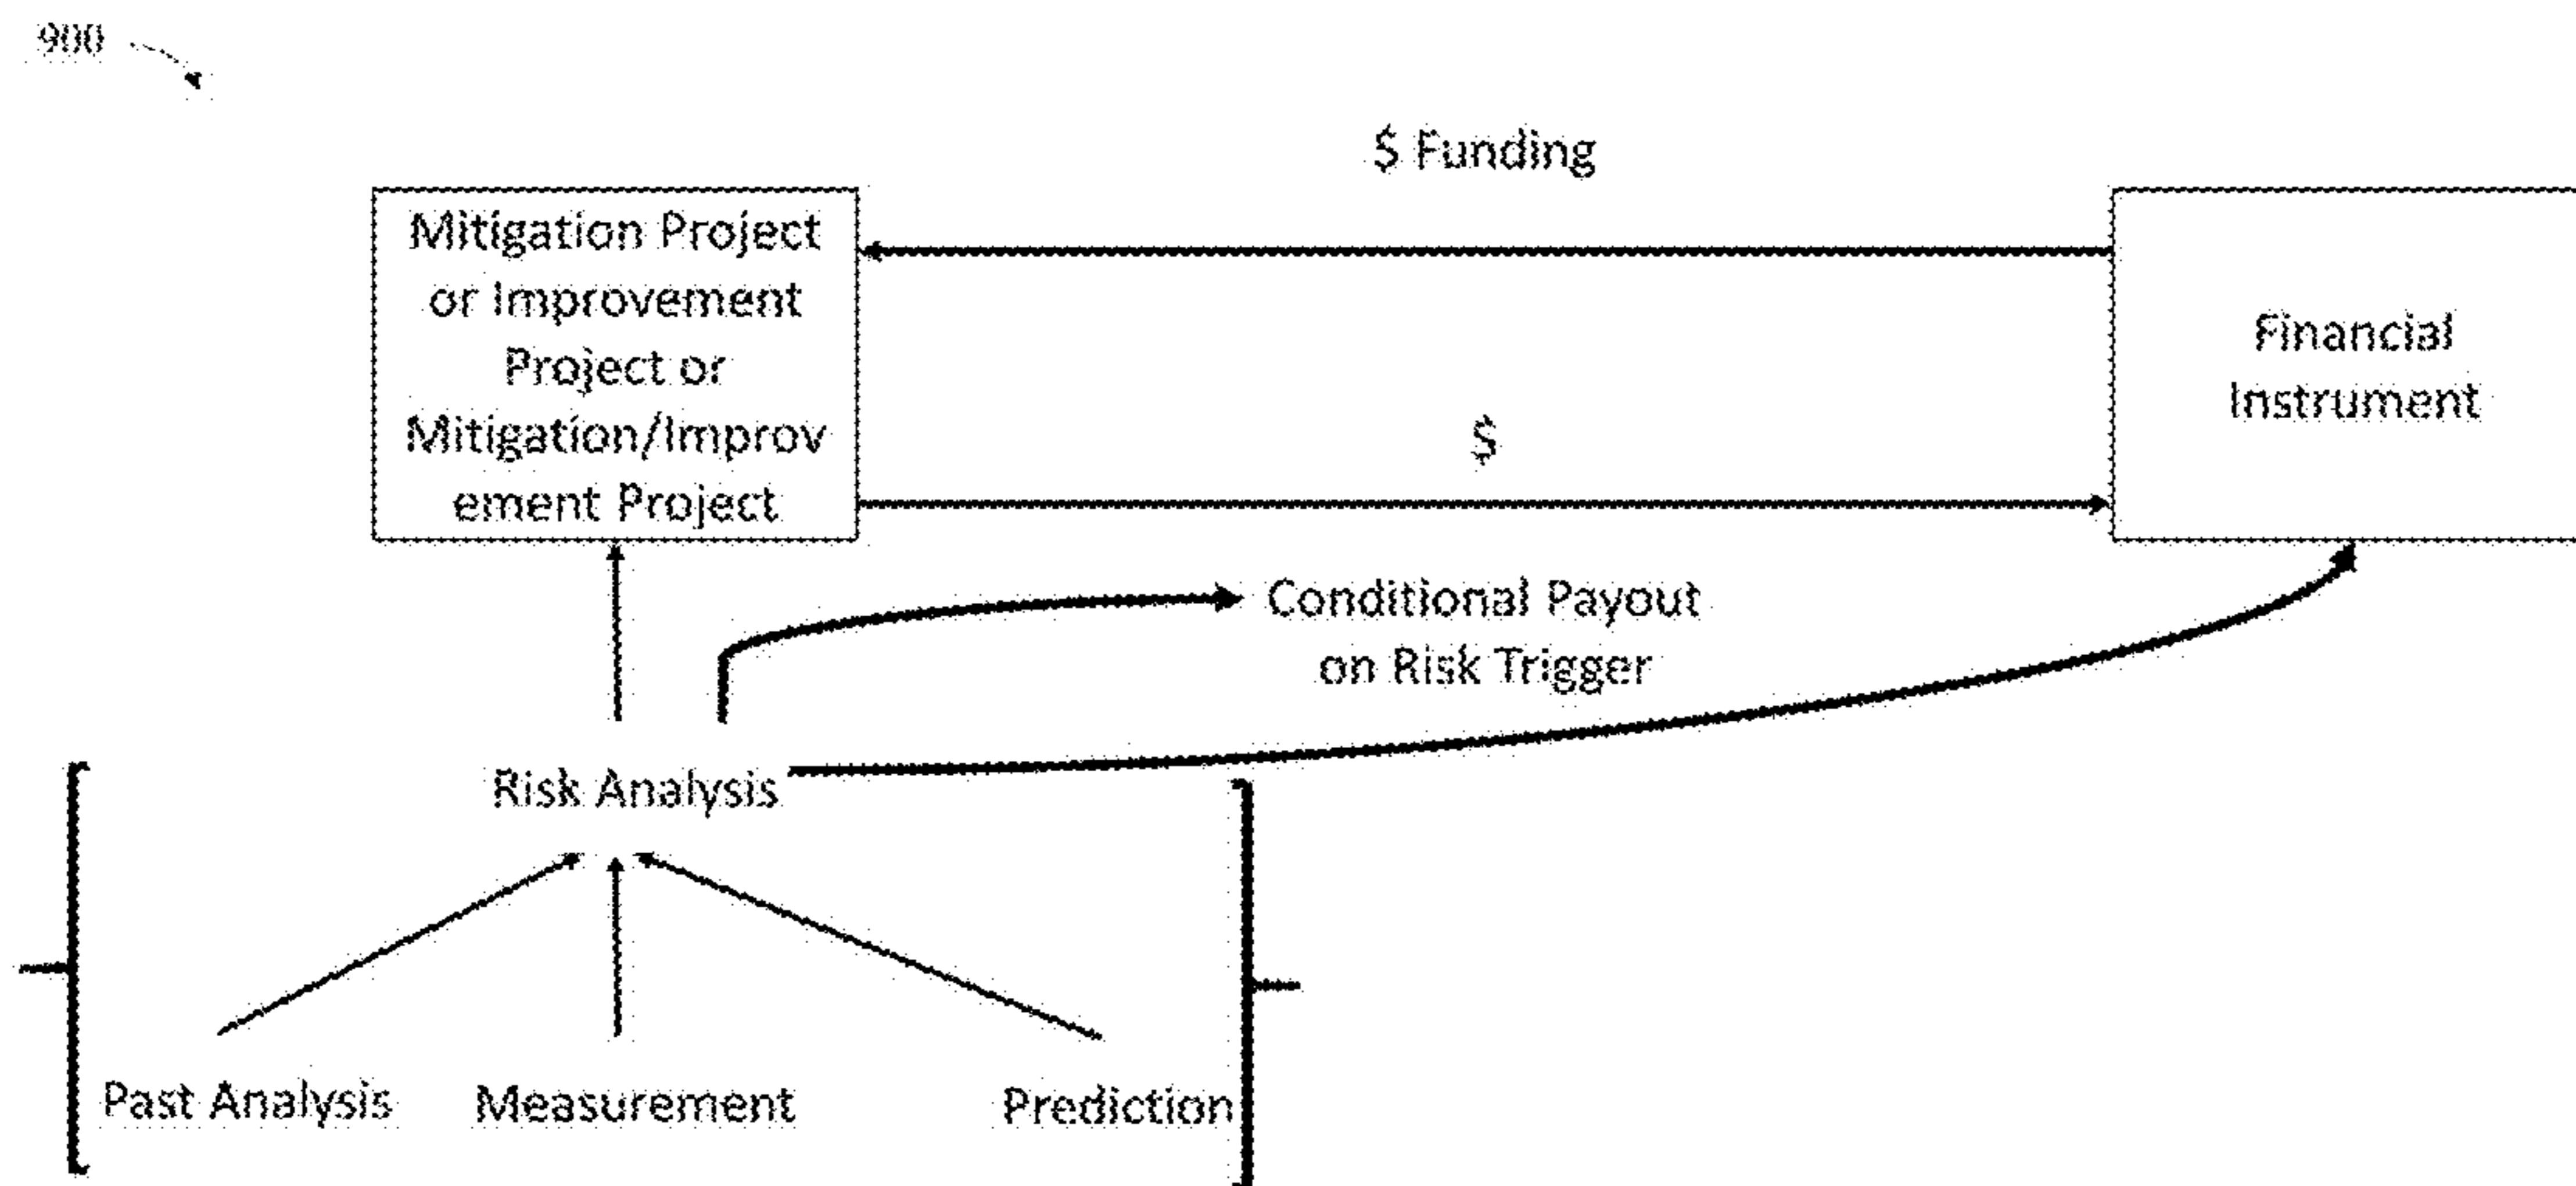 900
$ Funding
Mitigation Project
or Improvement
Project or
Mitigation/Improv
ement Project
Financial
Instrument
$
Conditional Payout
on Risk Trigger
Risk Analysis
Past Analysis
Measurement
Prediction